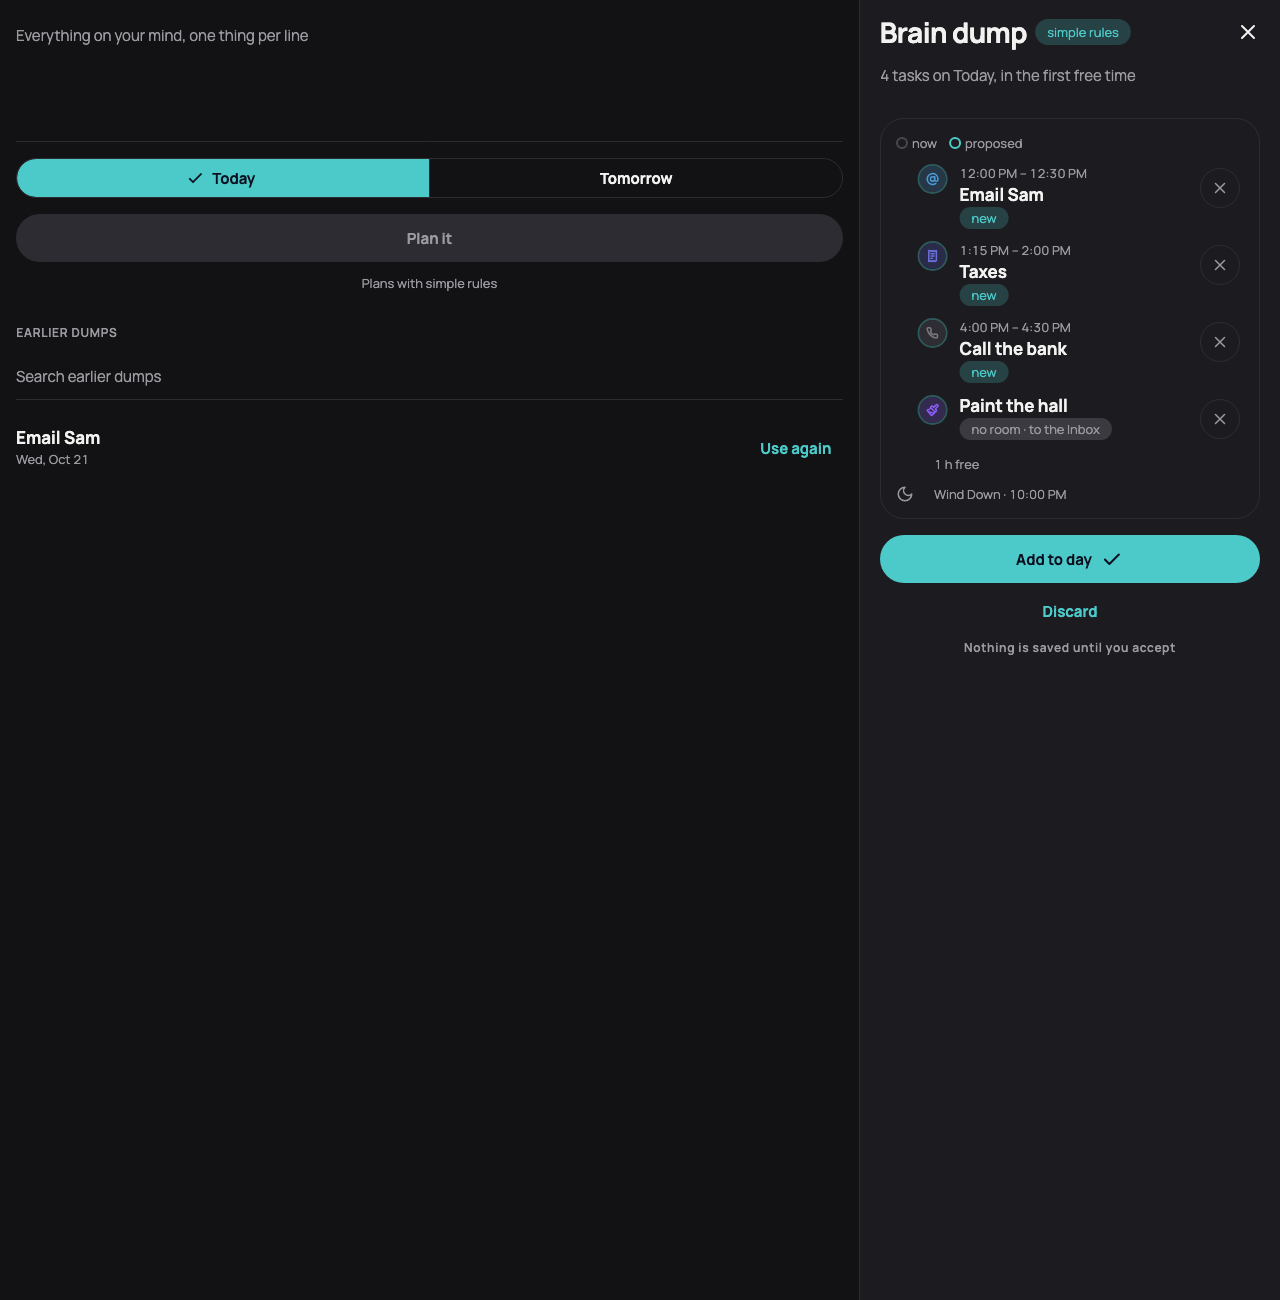 Everything on your mind, one thing per line
Today
Tomorrow
Plan it
Plans with simple rules
EARLIER DUMPS
Search earlier dumps
Email Sam
Wed, Oct 21
Use again
Brain dump
simple rules
4 tasks on Today, in the first free time
now
proposed
12:00 PM – 12:30 PM
Email Sam
new
1:15 PM – 2:00 PM
Taxes
new
4:00 PM – 4:30 PM
Call the bank
new
Paint the hall
no room · to the Inbox
1 h free
Wind Down · 10:00 PM
Add to day
Discard
Nothing is saved until you accept